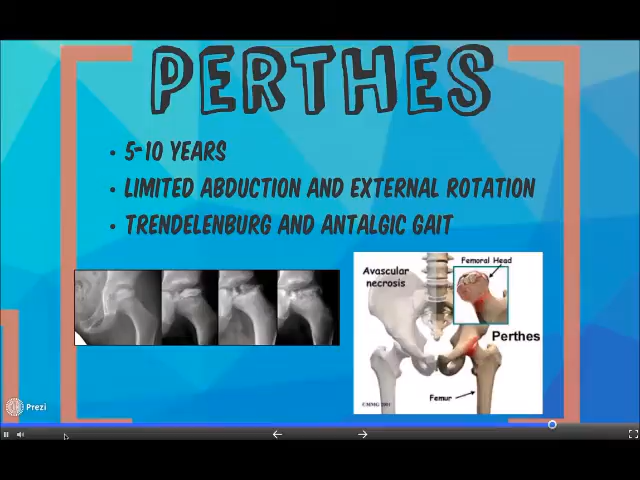 PERTHES
• 5-10 YEARS
• LIMITED ABDUCTION AND EXTERNAL ROTATION
• TRENDELENBURG AND ANTALGIC GAIT
Avascular
necrosis
Femoral Head
Perthes
Femur
Prezi